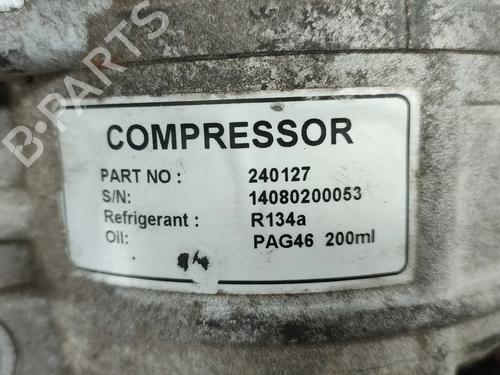 B-PARTS
COMPRESSOR
PART NO : 240127
S/N: 14080200053
Refrigerant : R134a
Oil: PAG46 200ml